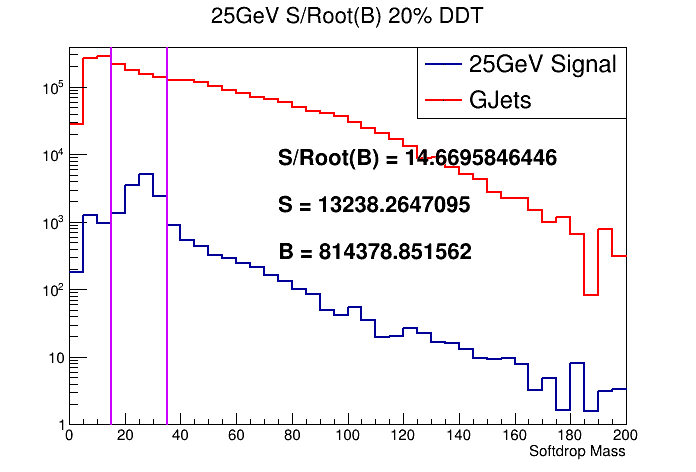 25GeV S/Root(B) 20% DDT
25GeV Signal
GJets
S/Root(B) = 14.6695846446
S = 13238.2647095
B = 814378.851562
10^5
10^4
10^3
10^2
10
1
0 20 40 60 80 100 120 140 160 180 200
Softdrop Mass